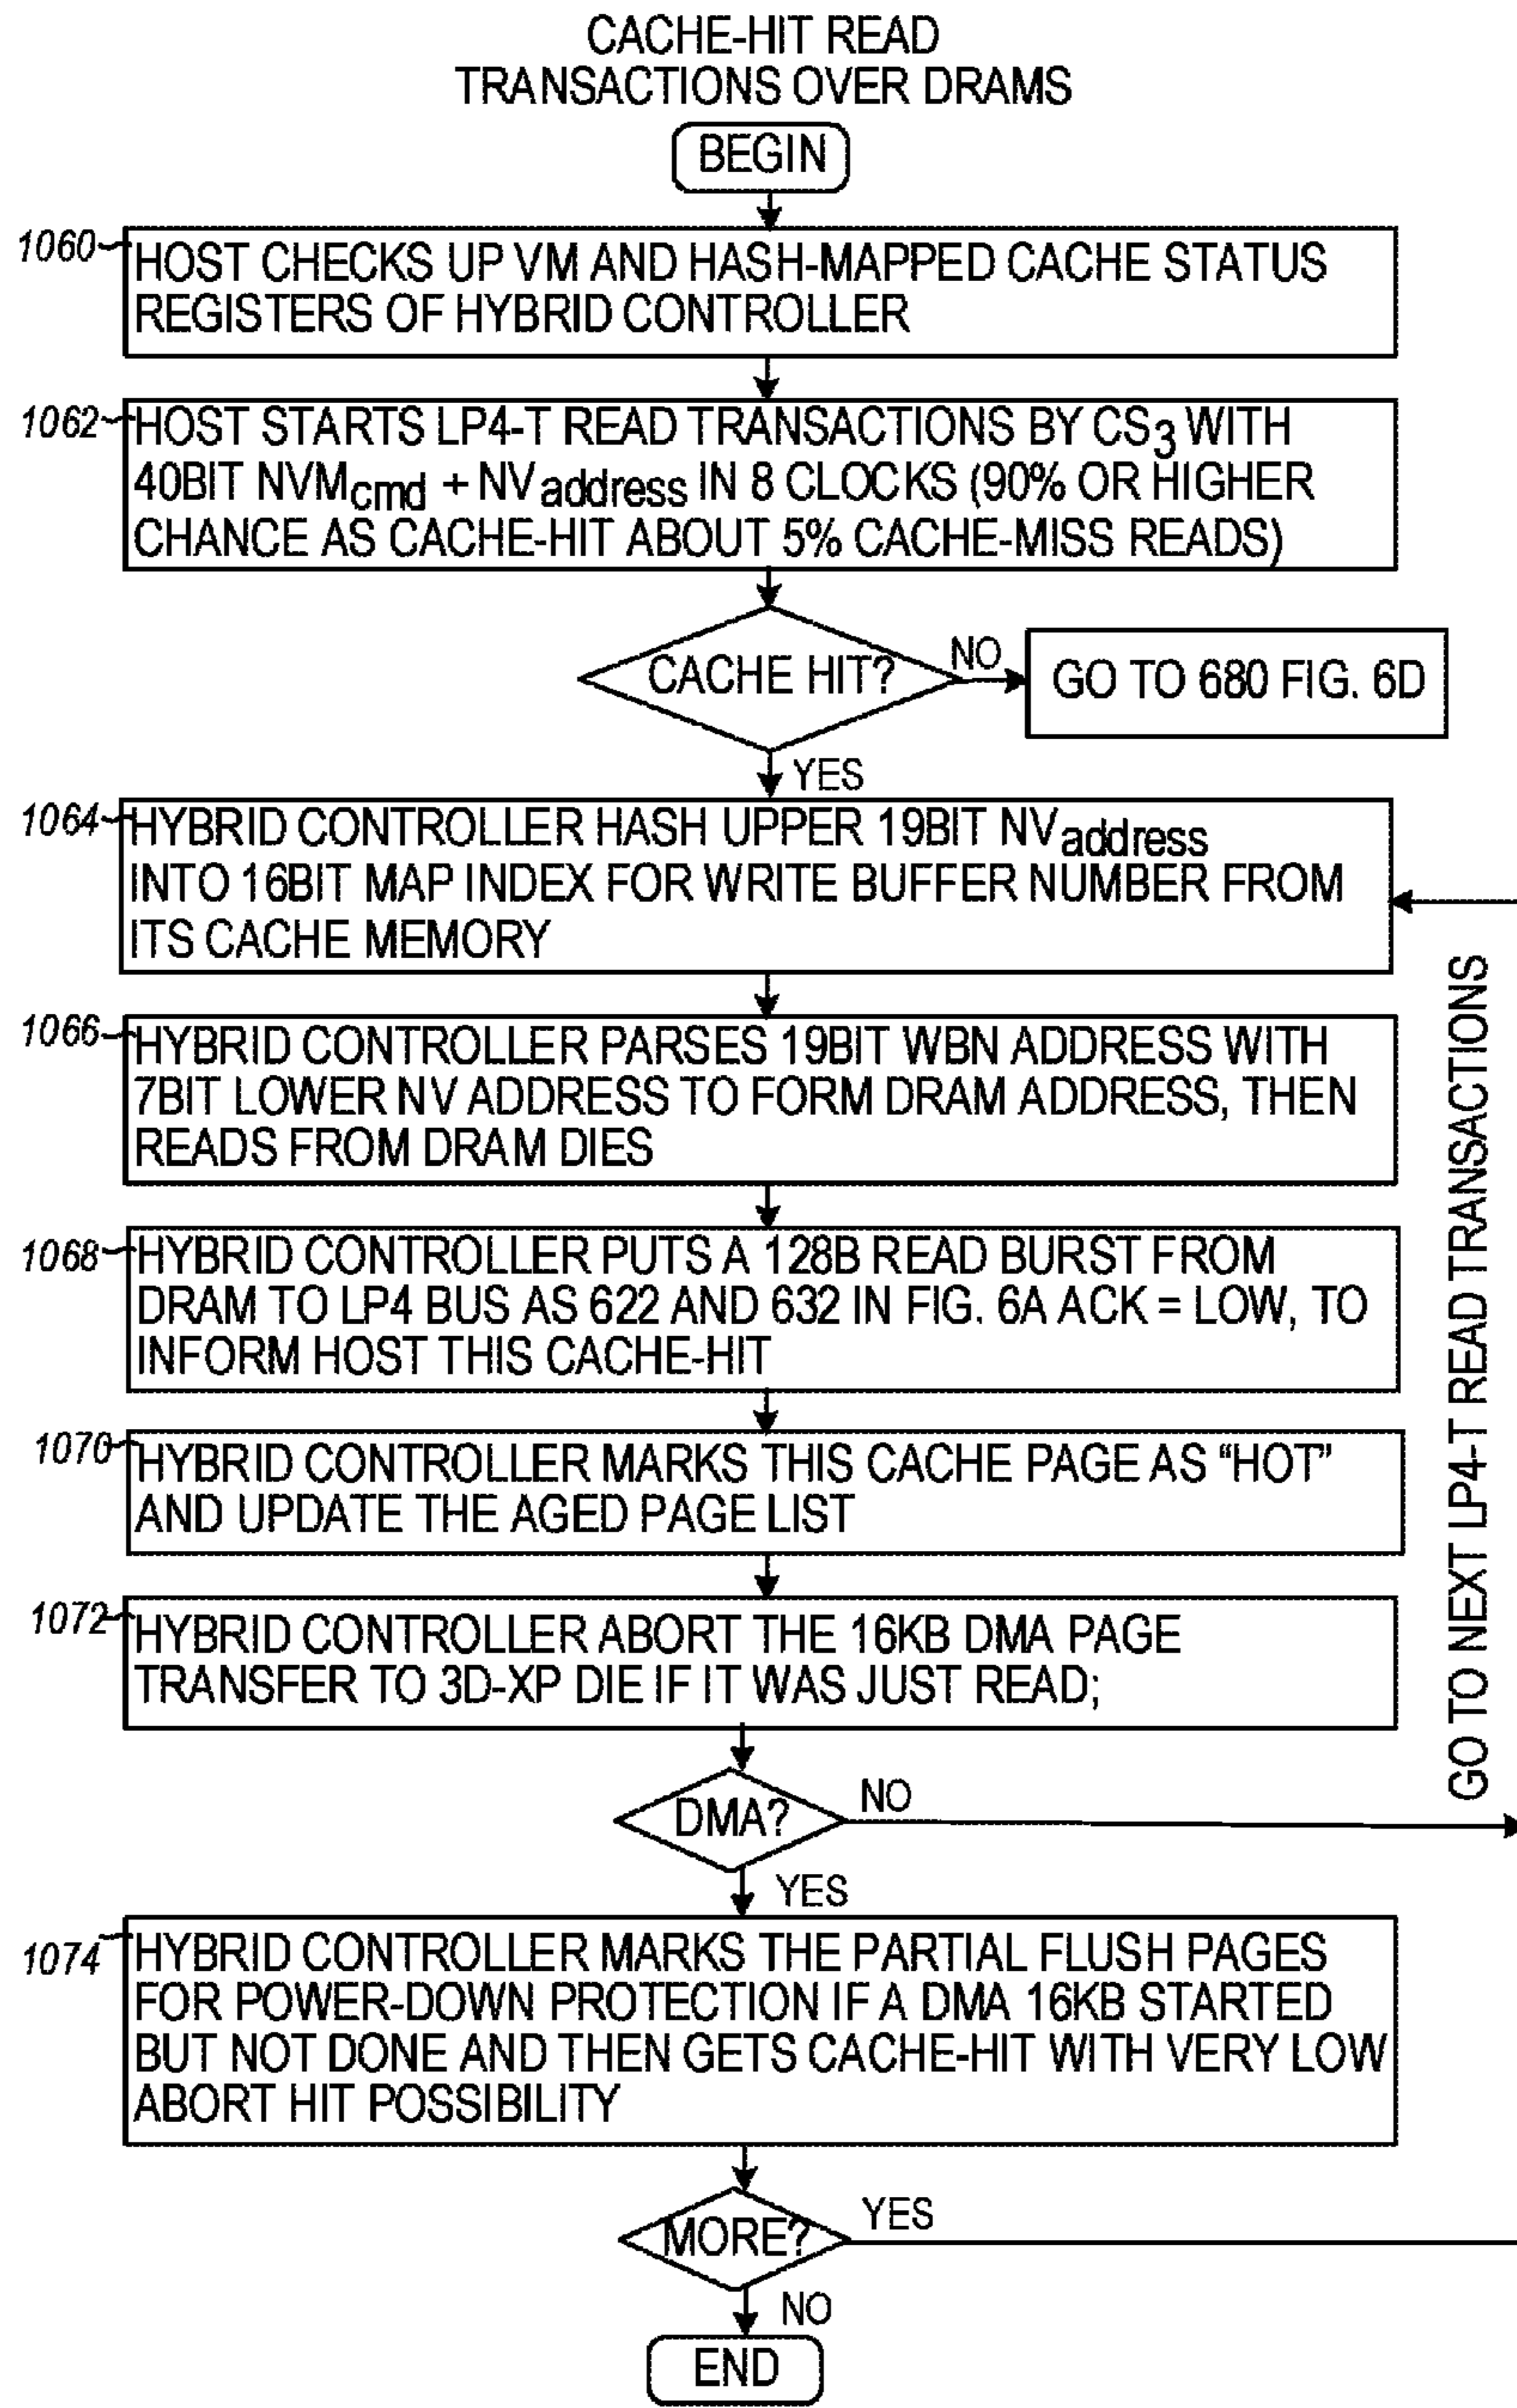 CACHE-HIT READ
TRANSACTIONS OVER DRAMS
BEGIN
1060
HOST CHECKS UP VM AND HASH-MAPPED CACHE STATUS
REGISTERS OF HYBRID CONTROLLER
1062
HOST STARTS LP4-T READ TRANSACTIONS BY CS3 WITH
40BIT NVMcmd + NVaddress IN 8 CLOCKS (90% OR HIGHER
CHANCE AS CACHE-HIT ABOUT 5% CACHE-MISS READS)
CACHE HIT?
NO
GO TO 680 FIG. 6D
YES
1064
HYBRID CONTROLLER HASH UPPER 19BIT NVaddress
INTO 16BIT MAP INDEX FOR WRITE BUFFER NUMBER FROM
ITS CACHE MEMORY
1066
HYBRID CONTROLLER PARSES 19BIT WBN ADDRESS WITH
7BIT LOWER NV ADDRESS TO FORM DRAM ADDRESS, THEN
READS FROM DRAM DIES
1068
HYBRID CONTROLLER PUTS A 128B READ BURST FROM
DRAM TO LP4 BUS AS 622 AND 632 IN FIG. 6A ACK = LOW, TO
INFORM HOST THIS CACHE-HIT
1070
HYBRID CONTROLLER MARKS THIS CACHE PAGE AS “HOT”
AND UPDATE THE AGED PAGE LIST
1072
HYBRID CONTROLLER ABORT THE 16KB DMA PAGE
TRANSFER TO 3D-XP DIE IF IT WAS JUST READ;
DMA?
NO
GO TO NEXT LP4-T READ TRANSACTIONS
YES
1074
HYBRID CONTROLLER MARKS THE PARTIAL FLUSH PAGES
FOR POWER-DOWN PROTECTION IF A DMA 16KB STARTED
BUT NOT DONE AND THEN GETS CACHE-HIT WITH VERY LOW
ABORT HIT POSSIBILITY
MORE?
YES
NO
END